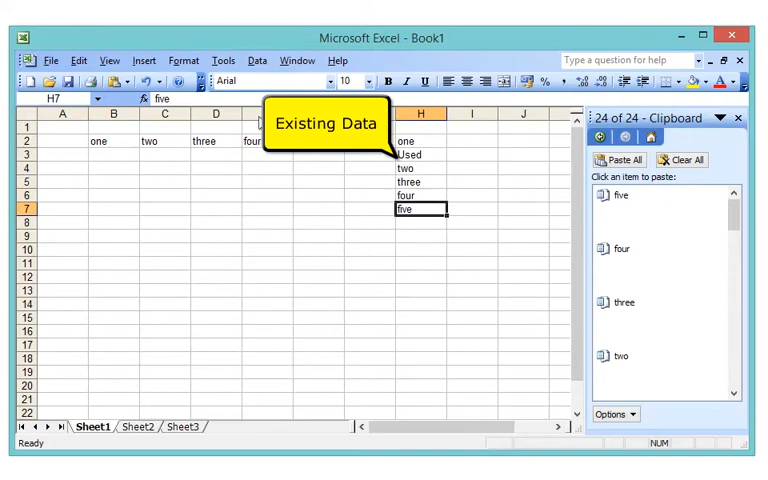 Microsoft Excel - Book1
File Edit View Insert Format Tools Data Window Help
Type a question for help
Arial 10 B I U
H7 fx five
24 of 24 - Clipboard
Paste All Clear All
Click an item to paste:
five
four
three
two
Options
A B C D H I J
Existing Data
1
2 one two three four one
3 Used
4 two
5 three
6 four
7 five
8
9
10
11
12
13
14
15
16
17
18
19
20
21
22
Sheet1 Sheet2 Sheet3
Ready NUM